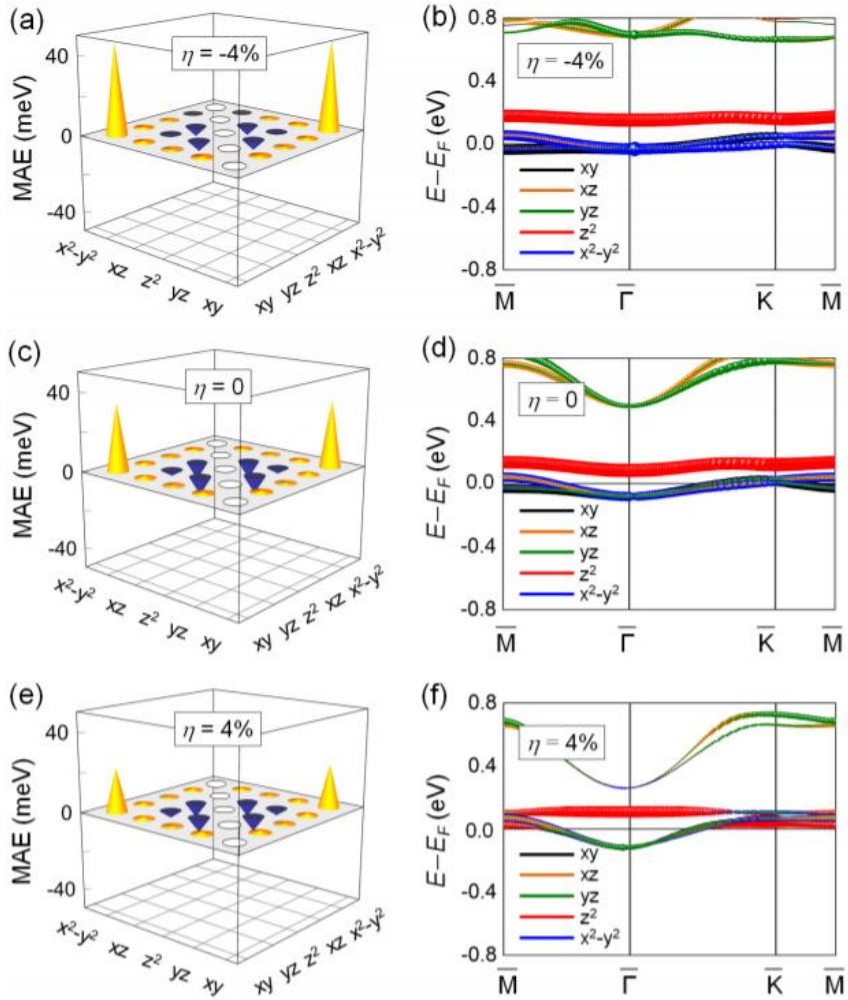 (a)
η = -4%
MAE (meV)
40
0
-40
x²-y² xz z² yz xy
xy yz z² xz x²-y²
(b)
η = -4%
E−E_F (eV)
0.8
0.4
0.0
-0.4
-0.8
xy
xz
yz
z²
x²-y²
M̅ Γ̅ K̅ M̅
(c)
η = 0
MAE (meV)
40
0
-40
x²-y² xz z² yz xy
xy yz z² xz x²-y²
(d)
η = 0
E−E_F (eV)
0.8
0.4
0.0
-0.4
-0.8
xy
xz
yz
z²
x²-y²
M̅ Γ̅ K̅ M̅
(e)
η = 4%
MAE (meV)
40
0
-40
x²-y² xz z² yz xy
xy yz z² xz x²-y²
(f)
η = 4%
E−E_F (eV)
0.8
0.4
0.0
-0.4
-0.8
xy
xz
yz
z²
x²-y²
M̅ Γ̅ K̅ M̅